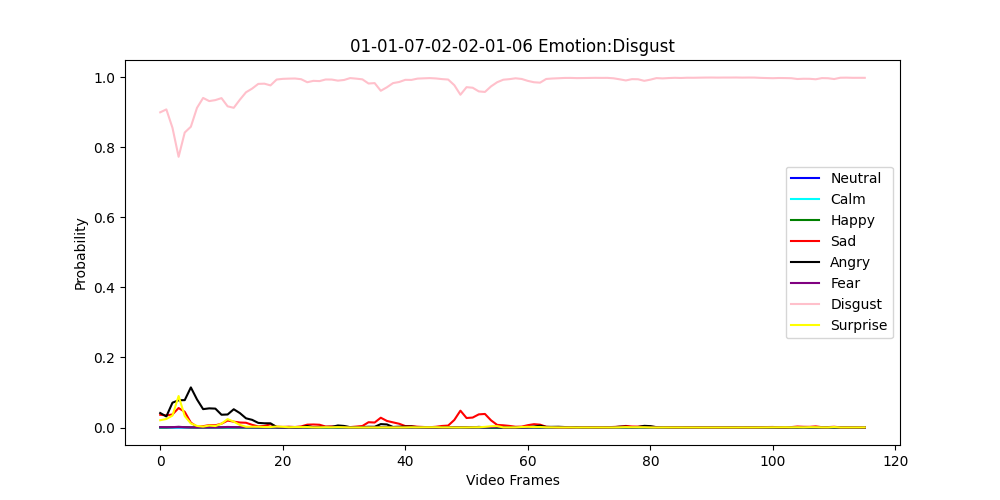 01-01-07-02-02-01-06 Emotion:Disgust
1.0
0.8
0.6
0.4
0.2
0.0
Probability
0 20 40 60 80 100 120
Video Frames
Neutral
Calm
Happy
Sad
Angry
Fear
Disgust
Surprise